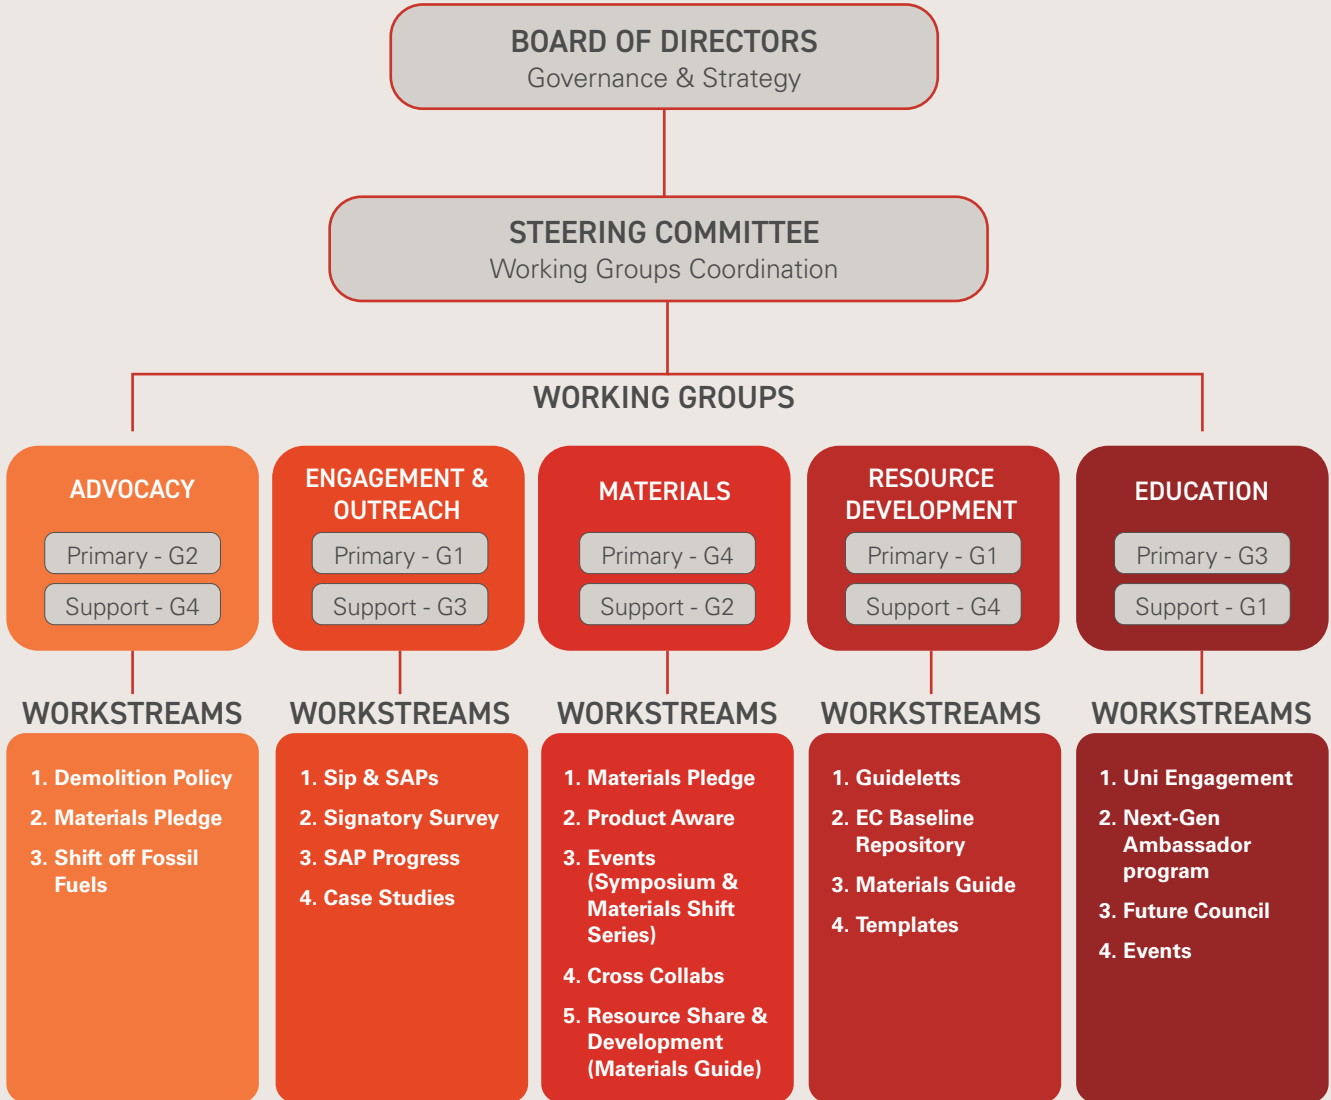 BOARD OF DIRECTORS
Governance & Strategy
STEERING COMMITTEE
Working Groups Coordination
WORKING GROUPS
ADVOCACY
Primary - G2
Support - G4
ENGAGEMENT &
OUTREACH
Primary - G1
Support - G3
MATERIALS
Primary - G4
Support - G2
RESOURCE
DEVELOPMENT
Primary - G1
Support - G4
EDUCATION
Primary - G3
Support - G1
WORKSTREAMS
1. Demolition Policy
2. Materials Pledge
3. Shift off Fossil
Fuels
WORKSTREAMS
1. Sip & SAPs
2. Signatory Survey
3. SAP Progress
4. Case Studies
WORKSTREAMS
1. Materials Pledge
2. Product Aware
3. Events
(Symposium &
Materials Shift
Series)
4. Cross Collabs
5. Resource Share &
Development
(Materials Guide)
WORKSTREAMS
1. Guideletts
2. EC Baseline
Repository
3. Materials Guide
4. Templates
WORKSTREAMS
1. Uni Engagement
2. Next-Gen
Ambassador
program
3. Future Council
4. Events